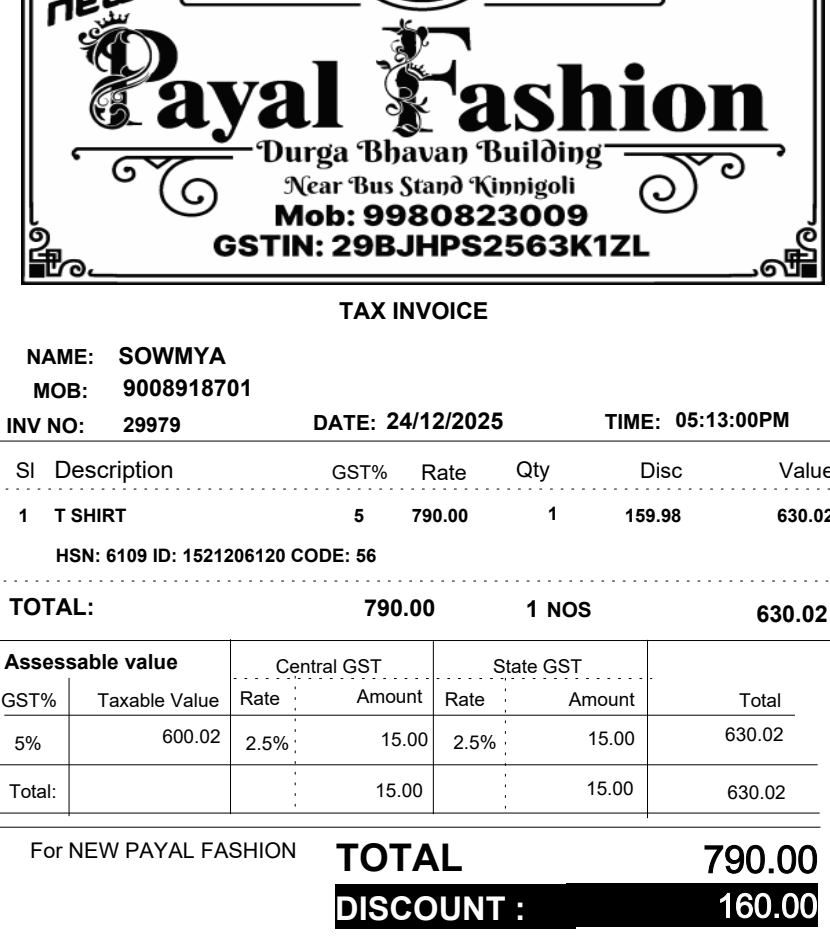 new
Payal Fashion
Durga Bhavan Building
Near Bus Stand Kinnigoli
Mob: 9980823009
GSTIN: 29BJHPS2563K1ZL
TAX INVOICE
NAME: SOWMYA
MOB: 9008918701
INV NO: 29979 DATE: 24/12/2025 TIME: 05:13:00PM
Sl Description GST% Rate Qty Disc Value
1 T SHIRT 5 790.00 1 159.98 630.02
HSN: 6109 ID: 1521206120 CODE: 56
TOTAL: 790.00 1 NOS 630.02
Assessable value Central GST State GST
GST% Taxable Value Rate Amount Rate Amount Total
5% 600.02 2.5% 15.00 2.5% 15.00 630.02
Total: 15.00 15.00 630.02
For NEW PAYAL FASHION TOTAL 790.00
DISCOUNT : 160.00